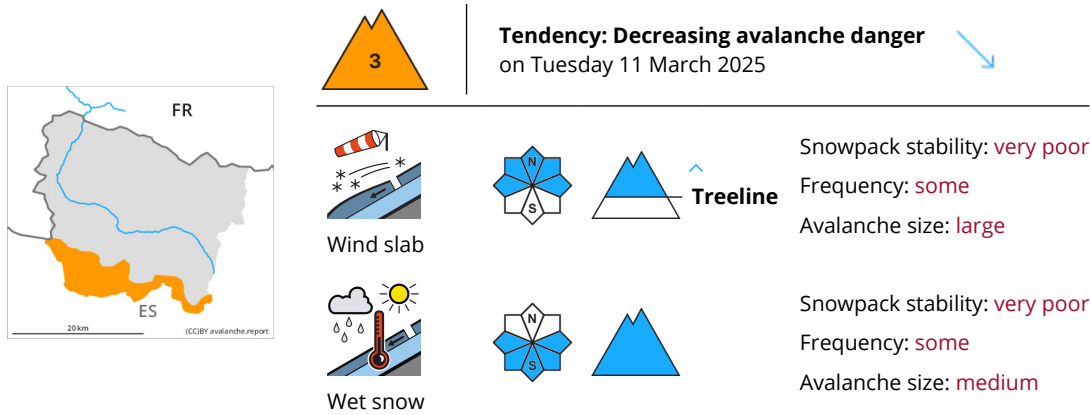 3
Tendency: Decreasing avalanche danger
on Tuesday 11 March 2025
FR
ES
20 km
(CC)BY avalanche.report
Wind slab
N
S
Treeline
Snowpack stability: very poor
Frequency: some
Avalanche size: large
Wet snow
N
S
Snowpack stability: very poor
Frequency: some
Avalanche size: medium